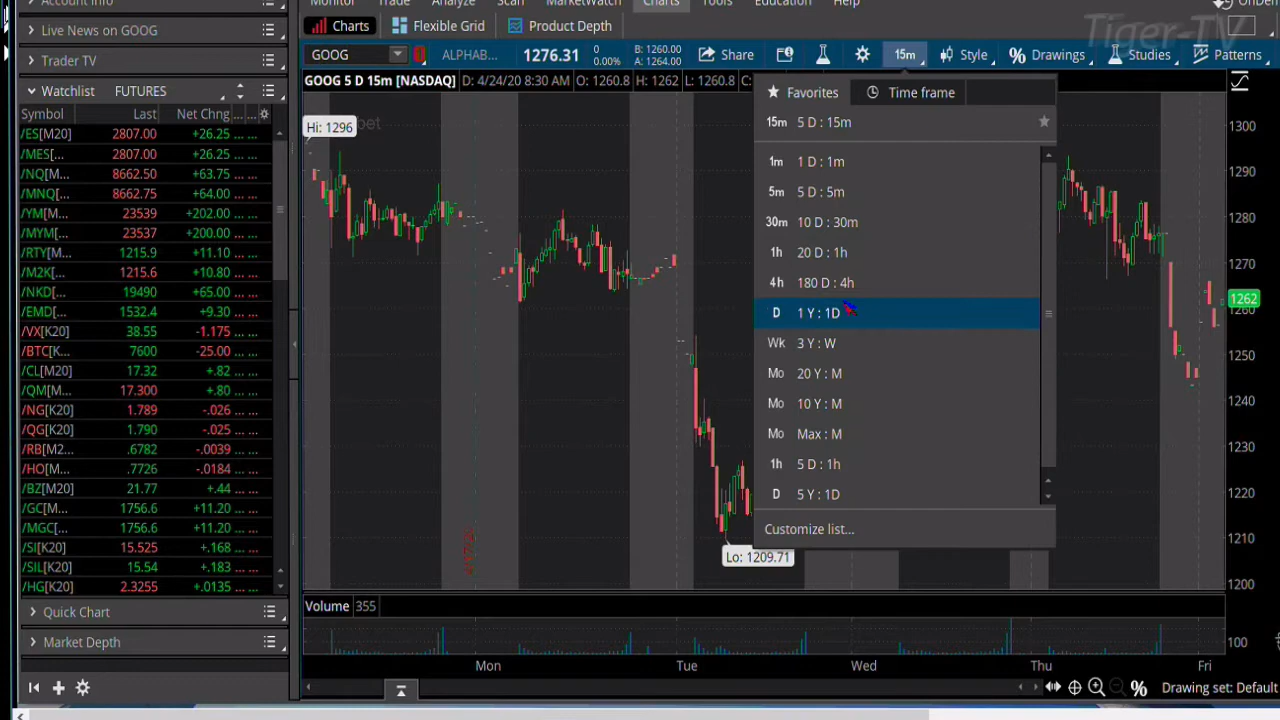 Account Info
Monitor Trade Analyze Scan MarketWatch Charts Tools Education Help
Live News on GOOG
Charts Flexible Grid Product Depth
Tiger-TV
Trader TV
GOOG ALPHAB... 1276.31 0 0.00% B: 1260.00 A: 1264.00 Share 15m Style Drawings Studies Patterns
Watchlist FUTURES
GOOG 5 D 15m [NASDAQ] D: 4/24/20 8:30 AM O: 1260.8 H: 1262 L: 1260.8 C:
Symbol Last Net Chng ... ...
/ES[M20] 2807.00 +26.25 ... ...
/MES[... 2807.00 +26.25 ... ...
/NQ[M... 8662.50 +63.75 ... ...
/MNQ[... 8662.75 +64.00 ... ...
/YM[M... 23539 +202.00 ... ...
/MYM[... 23537 +200.00 ... ...
/RTY[M... 1215.9 +11.10 ... ...
/M2K[... 1215.6 +10.80 ... ...
/NKD[... 19490 +65.00 ... ...
/EMD[... ... +9.30 ... ...
/VX[K20] 38.55 -1.175 ... ...
/BTC[K... 7600 -25.00 ... ...
/CL[M20] 17.32 +.82 ... ...
/QM[M... 17.300 +.80 ... ...
/NG[K20] 1.789 -.026 ... ...
/QG[K20] 1.790 -.025 ... ...
/RB[M2... .6782 -.0039 ... ...
/HO[M... .7726 -.0184 ... ...
/BZ[M20] 21.77 +.44 ... ...
/GC[M... 1756.6 +11.20 ... ...
/MGC[... 1756.6 +11.20 ... ...
/SI[K20] 15.525 +.168 ... ...
/SIL[K20] 15.54 +.183 ... ...
/HG[K20] 2.3255 +.0135 ... ...
Quick Chart
Market Depth
Hi: 1296
Lo: 1209.71
Favorites Time frame
15m 5 D : 15m
1m 1 D : 1m
5m 5 D : 5m
30m 10 D : 30m
1h 20 D : 1h
4h 180 D : 4h
D 1 Y : 1D
Wk 3 Y : W
Mo 20 Y : M
Mo 10 Y : M
Mo Max : M
1h 5 D : 1h
D 5 Y : 1D
Customize list...
1300
1290
1280
1270
1262
1260
1250
1240
1230
1220
1210
1200
Volume 355
100
Mon Tue Wed Thu Fri
Drawing set: Default